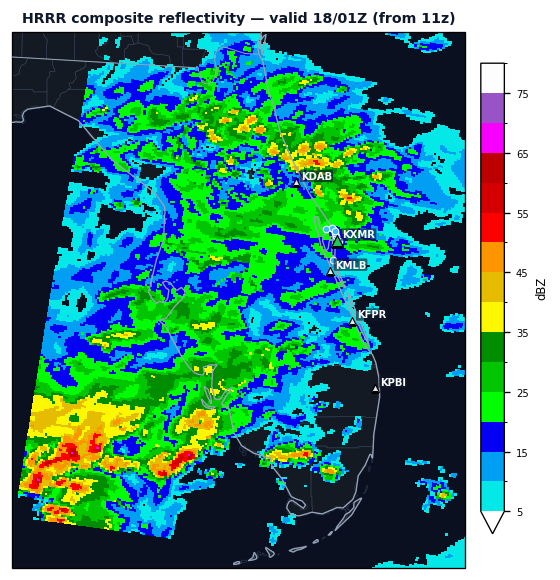 HRRR composite reflectivity — valid 18/01Z (from 11z)
75
65
KDAB
55
KXMR
KMLB
45
dBZ
KFPR
35
KPBI
25
15
5